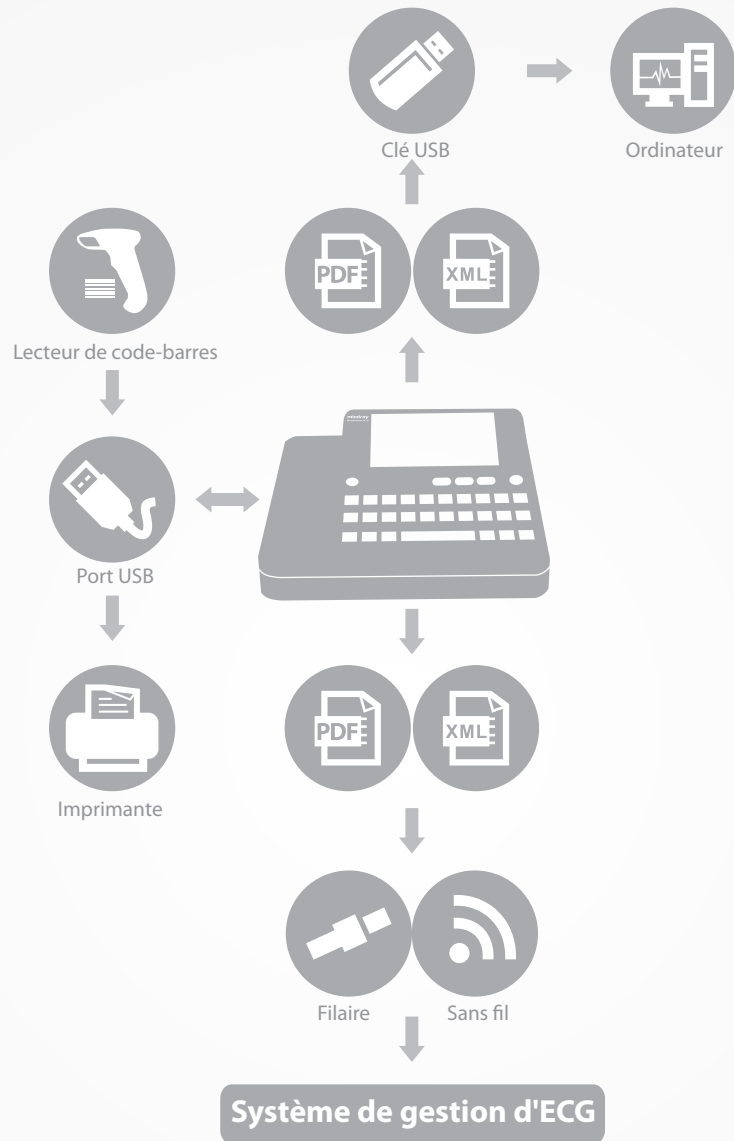 Clé USB
Ordinateur
PDF
XML
Lecteur de code-barres
mindray
Port USB
PDF
XML
Imprimante
Filaire
Sans fil
Système de gestion d'ECG